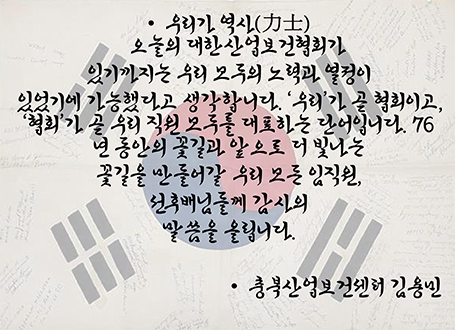 • 우리가 역사(力士)
오늘의 대한산업보건협회가
있기까지는 우리 모두의 노력과 열정이
있었기에 가능했다고 생각합니다. ‘우리’가 곧 협회이고,
‘협회’가 곧 우리 직원 모두를 대표하는 단어입니다. 76
년 동안의 꽃길과 앞으로 더 빛나는
꽃길을 만들어갈 우리 모든 임직원,
선후배님들께 감사의
말씀을 올립니다.
• 충북산업보건센터 김용민